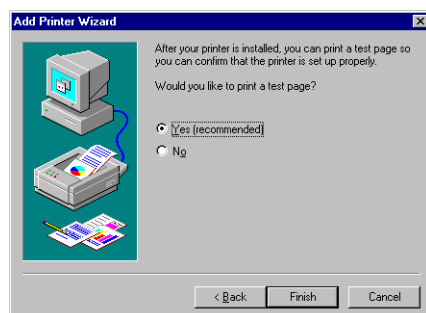 Add Printer Wizard
After your printer is installed, you can print a test page so
you can confirm that the printer is set up properly.
Would you like to print a test page?
Yes (recommended)
No
< Back
Finish
Cancel